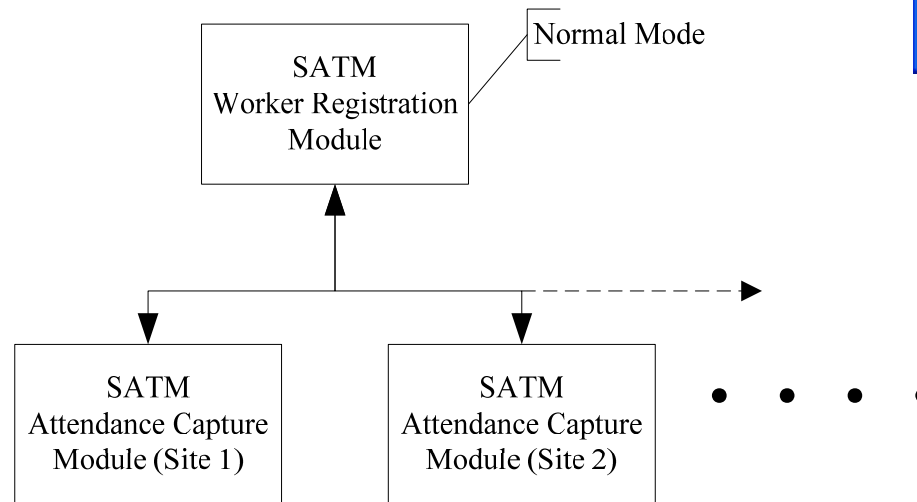 Normal Mode
SATM
Worker Registration
Module
SATM
Attendance Capture
Module (Site 1)
SATM
Attendance Capture
Module (Site 2)